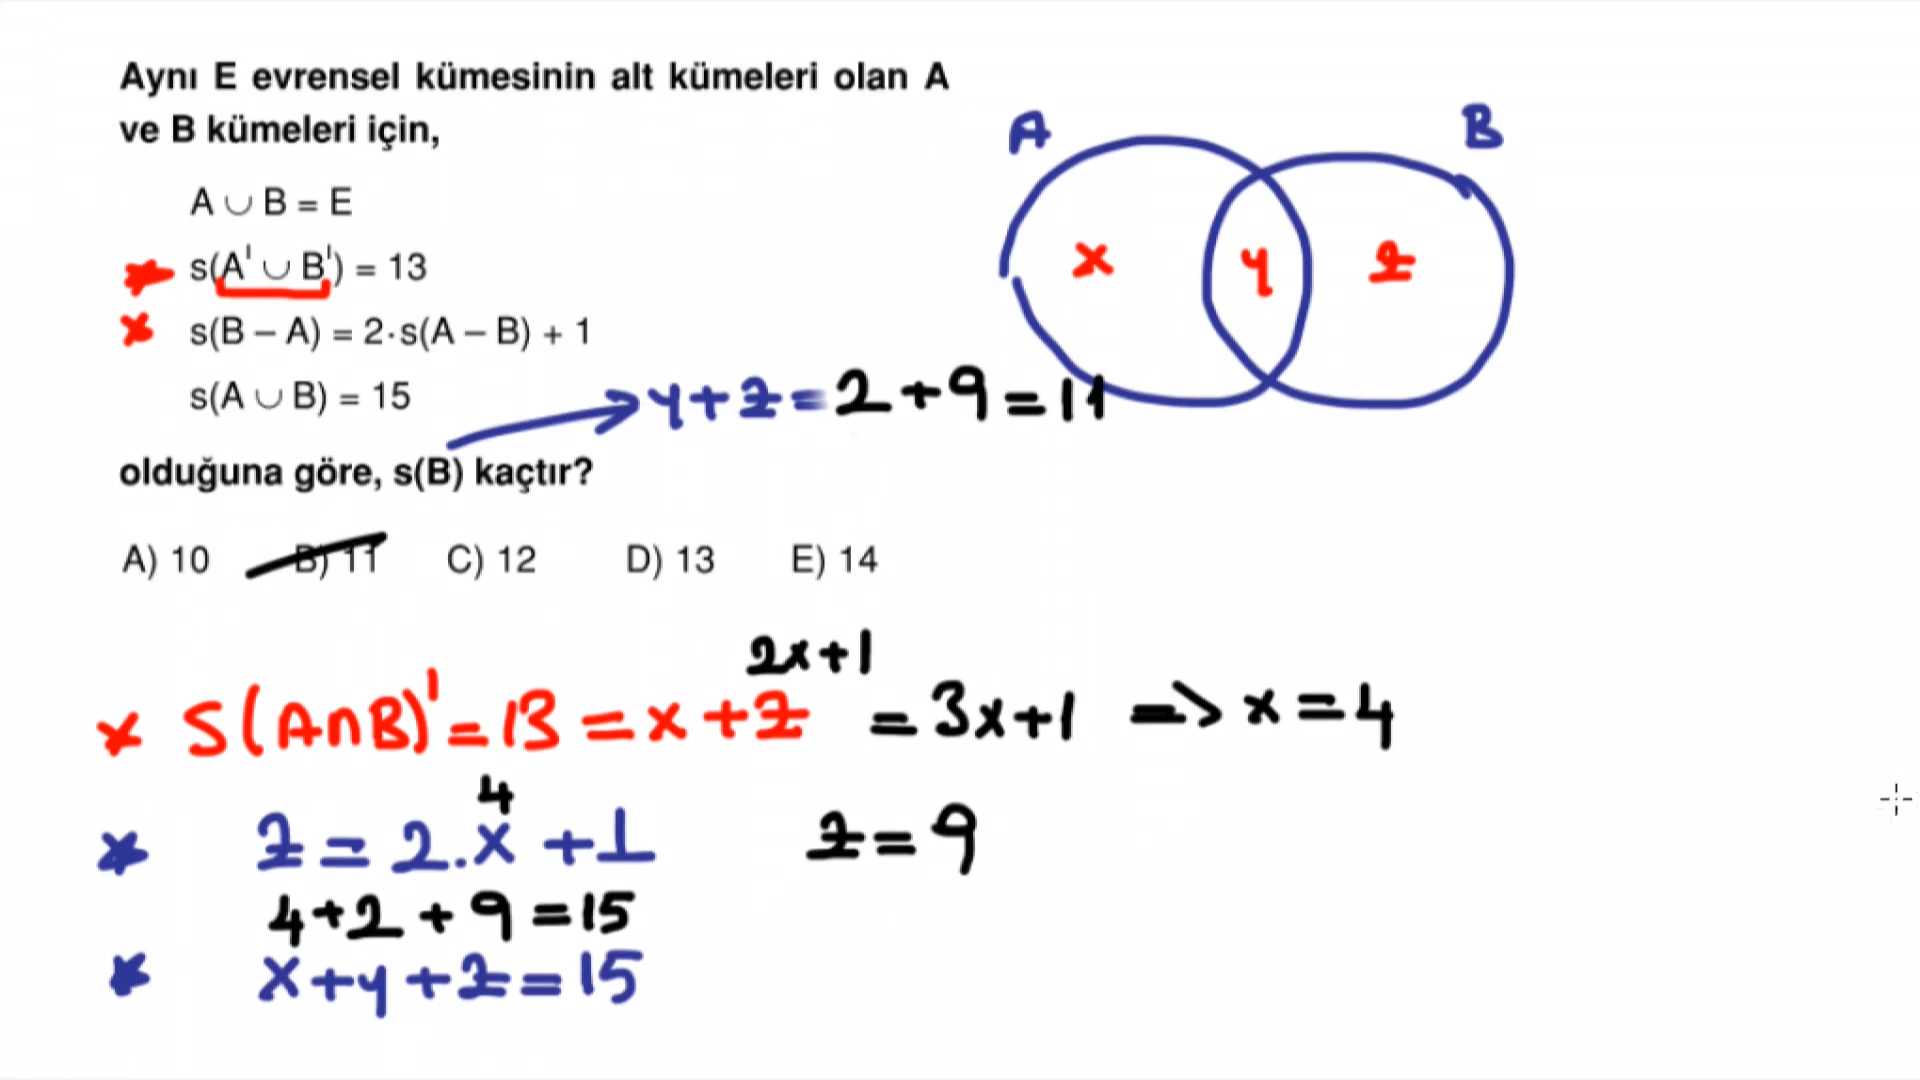 Aynı E evrensel kümesinin alt kümeleri olan A
ve B kümeleri için,
A ∪ B = E
s(A' ∪ B') = 13
s(B – A) = 2·s(A – B) + 1
s(A ∪ B) = 15
olduğuna göre, s(B) kaçtır?
A) 10 B) 11 C) 12 D) 13 E) 14
A B
x y z
y+z=2+9=11
2x+1
S(A∩B)'=13=x+z =3x+1 => x=4
4
z=2.x+1 z=9
4+2+9=15
x+y+z=15